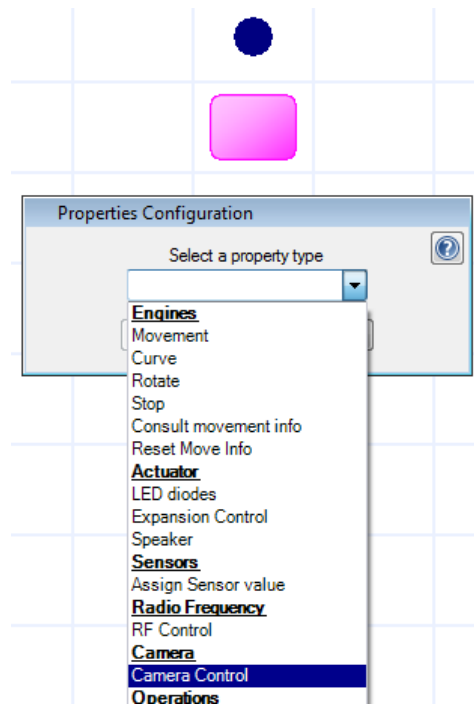 Properties Configuration
Select a property type
Engines
Movement
Curve
Rotate
Stop
Consult movement info
Reset Move Info
Actuator
LED diodes
Expansion Control
Speaker
Sensors
Assign Sensor value
Radio Frequency
RF Control
Camera
Camera Control
Operations